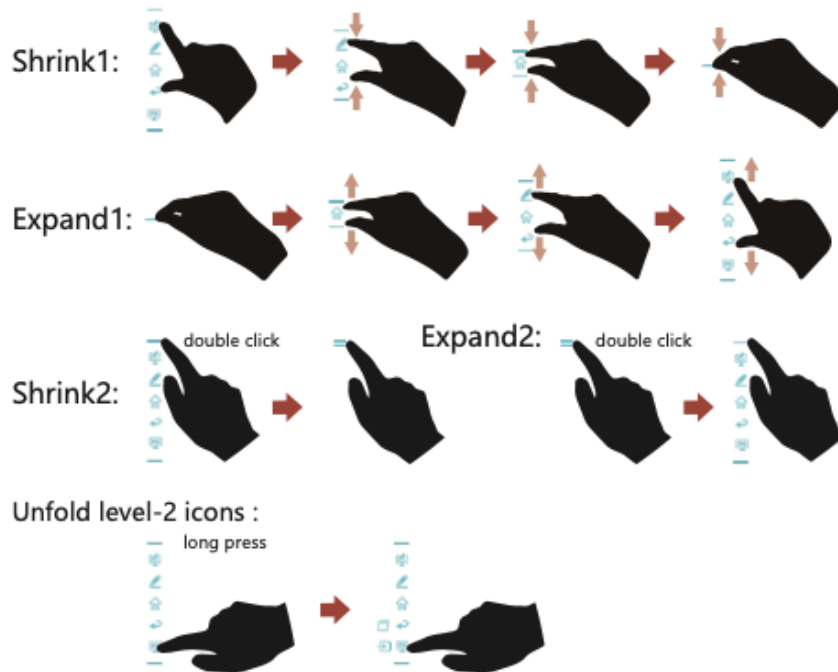 Shrink1:
Expand1:
double click
Expand2:
double click
Shrink2:
Unfold level-2 icons :
long press